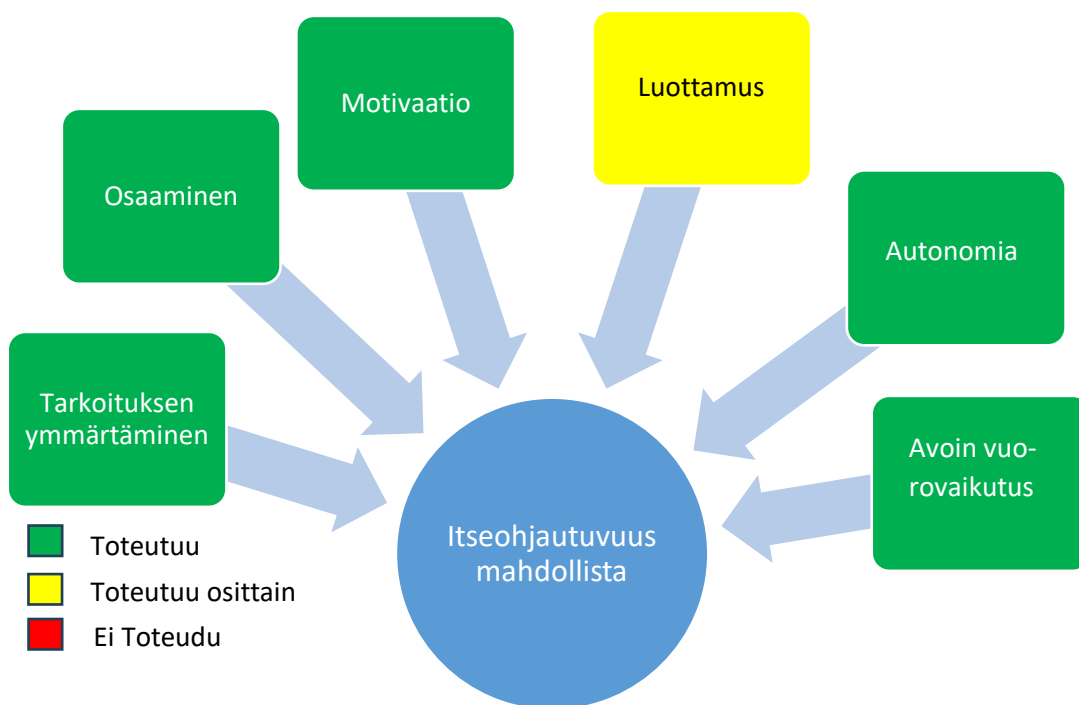 Motivaatio
Luottamus
Osaaminen
Autonomia
Tarkoituksen
ymmärtäminen
Avoin vuo-
rovaikutus
Itseohjautuvuus
mahdollista
Toteutuu
Toteutuu osittain
Ei Toteudu